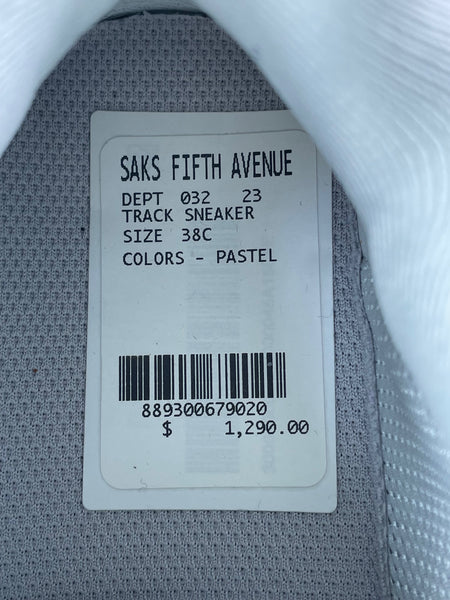 SAKS FIFTH AVENUE
DEPT 032 23
TRACK SNEAKER
SIZE 38C
COLORS - PASTEL
889300679020
$ 1,290.00